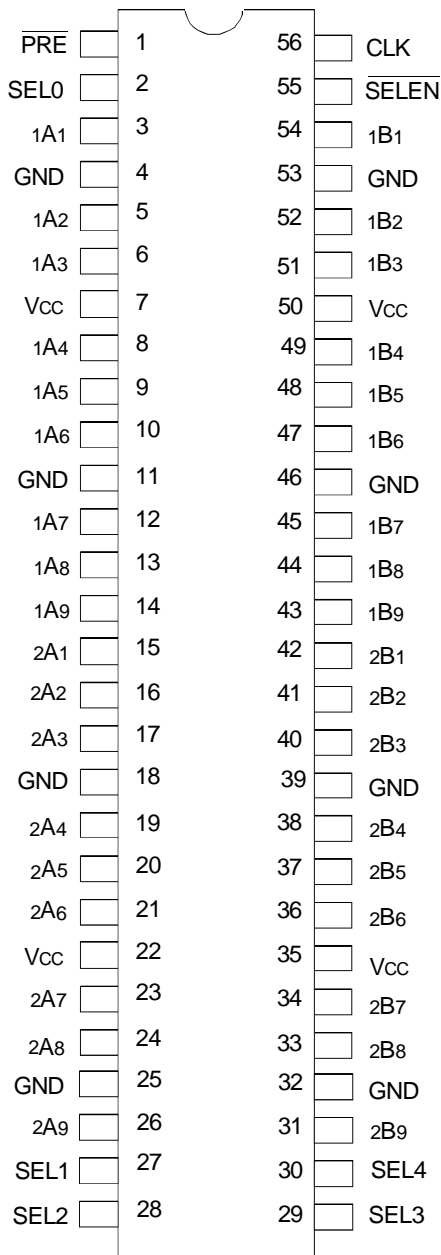 PRE 1 56 CLK
SEL0 2 55 SELEN
1A1 3 54 1B1
GND 4 53 GND
1A2 5 52 1B2
1A3 6 51 1B3
VCC 7 50 VCC
1A4 8 49 1B4
1A5 9 48 1B5
1A6 10 47 1B6
GND 11 46 GND
1A7 12 45 1B7
1A8 13 44 1B8
1A9 14 43 1B9
2A1 15 42 2B1
2A2 16 41 2B2
2A3 17 40 2B3
GND 18 39 GND
2A4 19 38 2B4
2A5 20 37 2B5
2A6 21 36 2B6
VCC 22 35 VCC
2A7 23 34 2B7
2A8 24 33 2B8
GND 25 32 GND
2A9 26 31 2B9
SEL1 27 30 SEL4
SEL2 28 29 SEL3